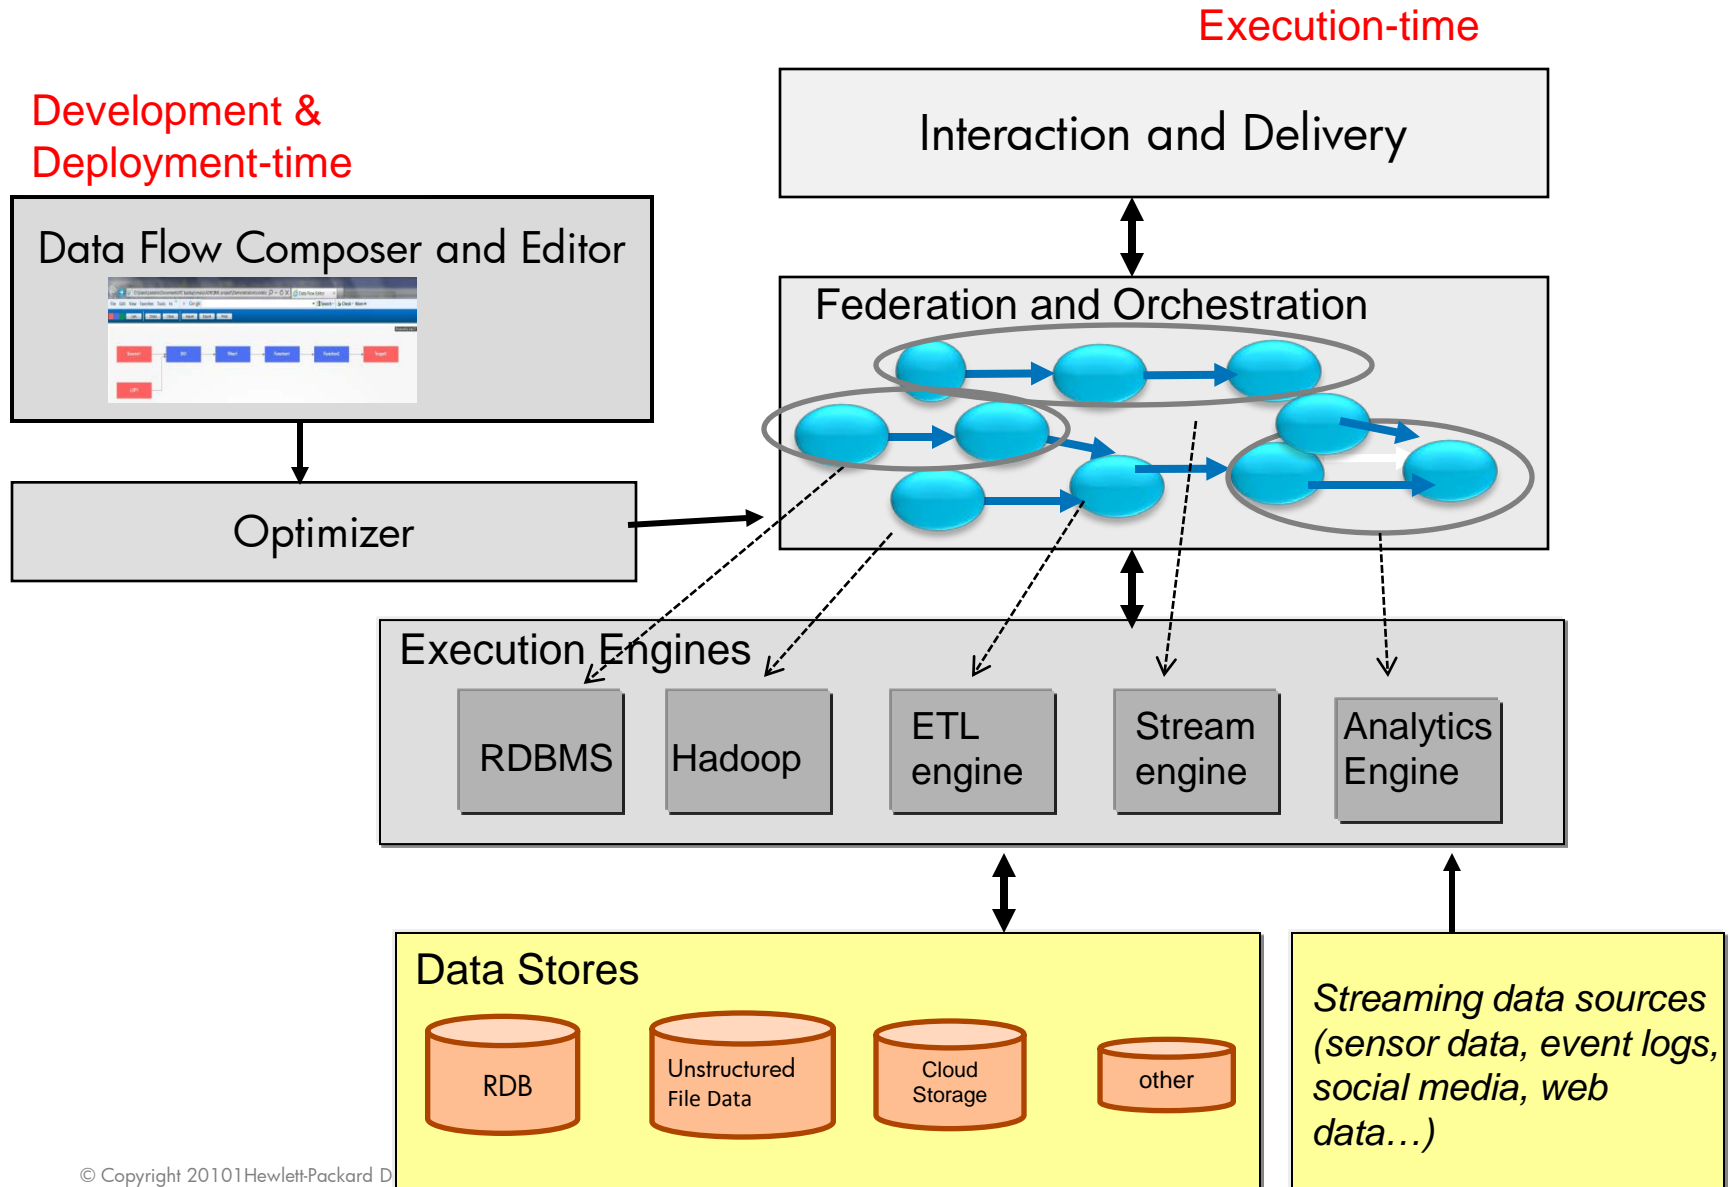 Execution-time
Development &
Deployment-time
Interaction and Delivery
Data Flow Composer and Editor
Federation and Orchestration
Optimizer
Execution Engines
RDBMS
Hadoop
ETL
engine
Stream
engine
Analytics
Engine
Data Stores
RDB
Unstructured
File Data
Cloud
Storage
other
Streaming data sources
(sensor data, event logs,
social media, web
data…)
© Copyright 20101Hewlett-Packard D